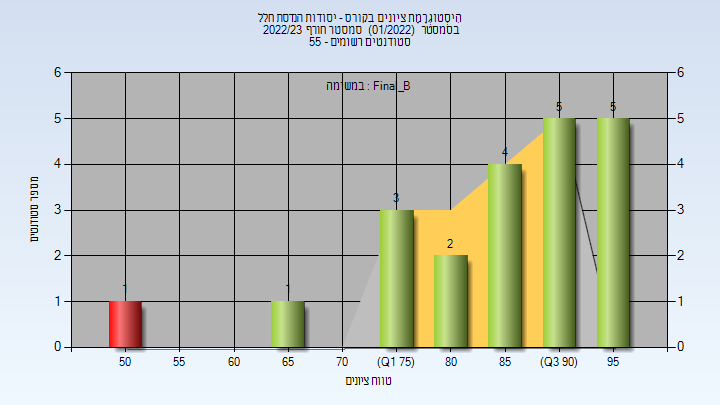 היסטוגרמת ציונים בקורס - יסודות הנדסת חלל
בסמסטר (01/2022) סמסטר חורף 2022/23
סטודנטים רשומים - 55
במשימה : Final_B
6 6
5 5
4 4
3 3
2 2
1 1
0 0
1 1 3 2 4 5 5
50 55 60 65 70 (Q1 75) 80 85 (Q3 90) 95
מספר סטודנטים
טווח ציונים